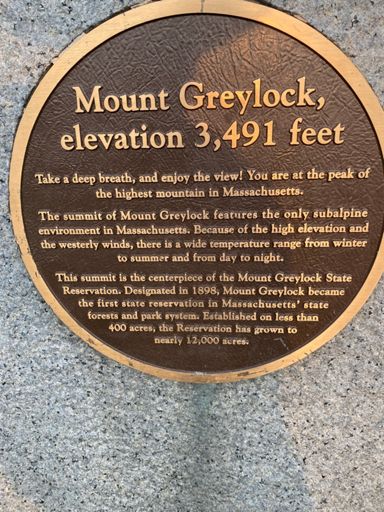 Mount Greylock,
elevation 3,491 feet
Take a deep breath, and enjoy the view! You are at the peak of
the highest mountain in Massachusetts.
The summit of Mount Greylock features the only subalpine
environment in Massachusetts. Because of the high elevation and
the westerly winds, there is a wide temperature range from winter
to summer and from day to night.
This summit is the centerpiece of the Mount Greylock State
Reservation. Designated in 1898, Mount Greylock became
the first state reservation in Massachusetts' state
forests and park system. Established on less than
400 acres, the Reservation has grown to
nearly 12,000 acres.